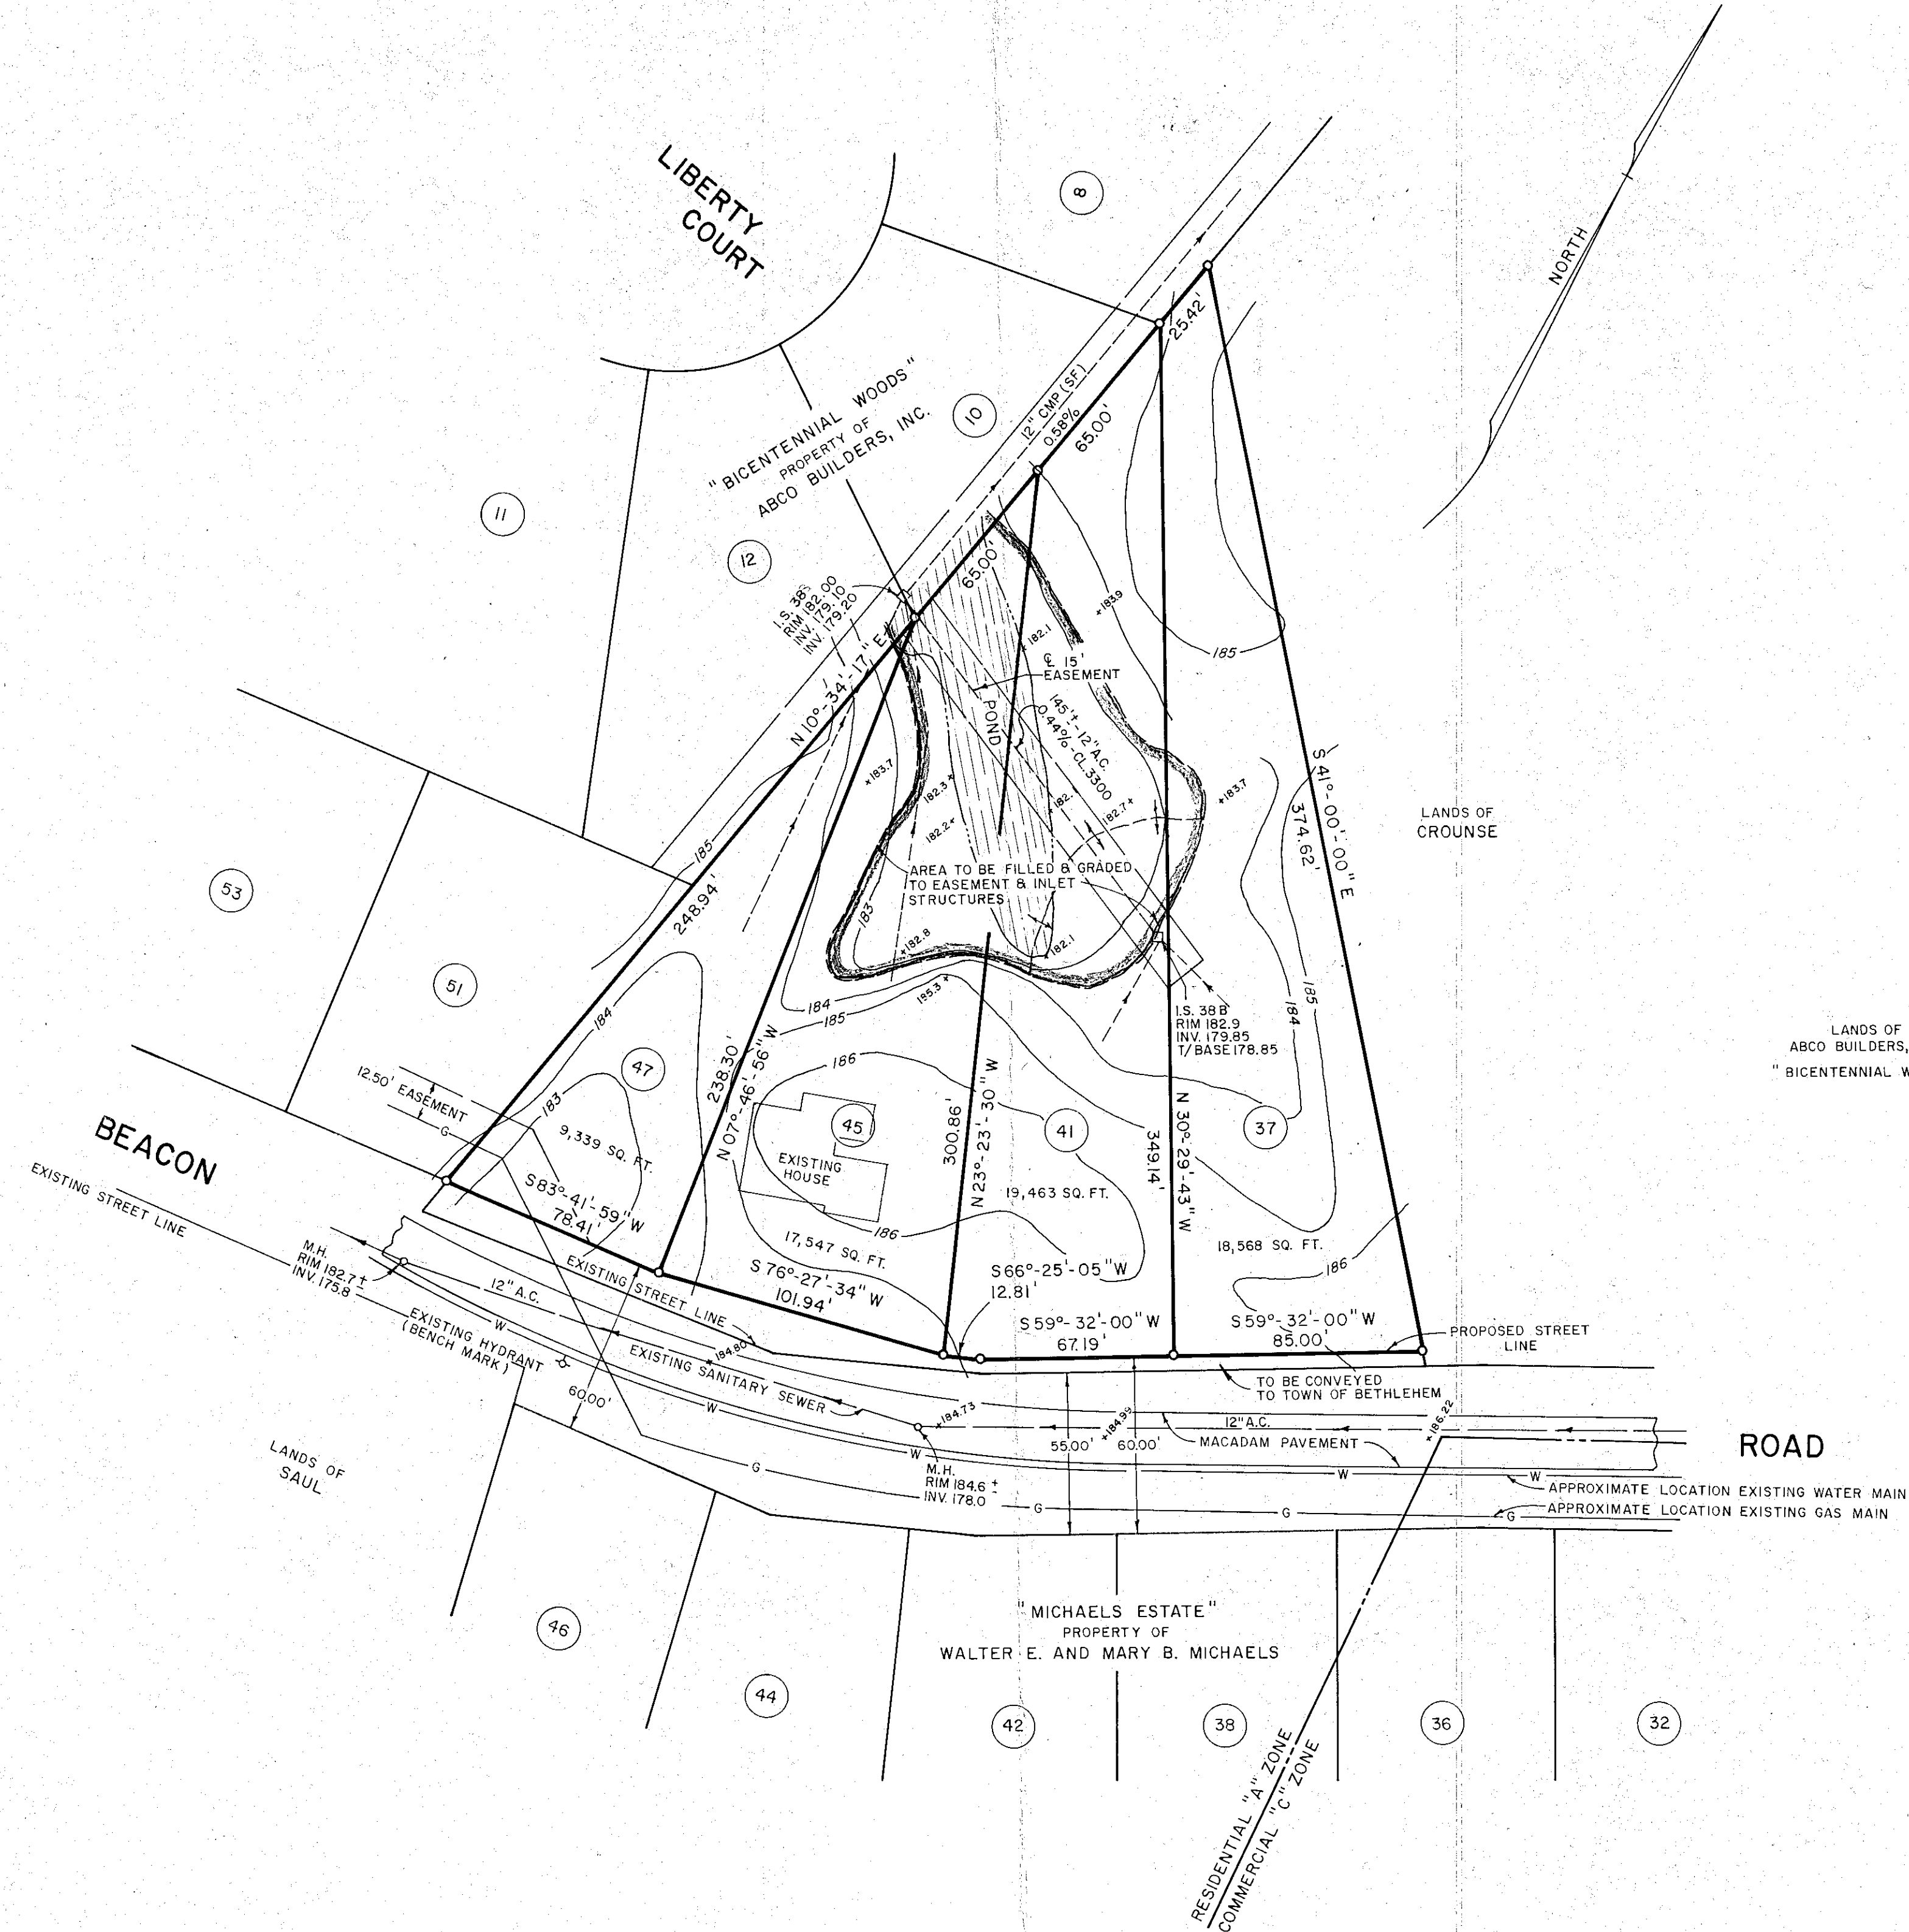 LIBERTY
COURT
8
NORTH
25.42'
12" CMP (SF)
0.58%
65.00'
10
"BICENTENNIAL WOODS"
PROPERTY OF
ABCO BUILDERS, INC.
11
12
65.00'
I.S. 38
RIM 182.00
INV. 179.10
INV. 179.20
+183.9
+182.1
185
℄ 15'
EASEMENT
N 10°-34'-17" E
POND
145'±-12" A.C.
0.44%-CL.3300
+183.7
182.3+
182.2+
+182.1
182.7+
+183.7
S 41°-00'-00" E
374.62'
LANDS OF
CROUNSE
185
248.94'
53
AREA TO BE FILLED & GRADED
TO EASEMENT & INLET
STRUCTURES
183
+182.8
+182.1
51
184
184
185
185.3+
I.S. 38B
RIM 182.9
INV. 179.85
T/BASE 178.85
184
185
LANDS OF
ABCO BUILDERS,
"BICENTENNIAL W
47
238.30'
N 07°-46'-56" W
186
12.50' EASEMENT
G
183
9,339 SQ. FT.
45
EXISTING
HOUSE
300.86'
N 23°-23'-30" W
41
349.14'
N 30°-29'-43" W
37
BEACON
EXISTING STREET LINE
S 83°-41'-59" W
78.41'
19,463 SQ. FT.
186
17,547 SQ. FT.
18,568 SQ. FT.
186
M.H.
RIM 182.7±
INV. 175.8
12" A.C.
EXISTING STREET LINE
S 76°-27'-34" W
101.94'
S 66°-25'-05" W
12.81'
S 59°-32'-00" W
67.19'
S 59°-32'-00" W
85.00'
PROPOSED STREET
LINE
EXISTING HYDRANT
(BENCH MARK)
W
+184.80
EXISTING SANITARY SEWER
TO BE CONVEYED
TO TOWN OF BETHLEHEM
60.00'
W
+184.73
+184.99
12" A.C.
+186.22
55.00'
60.00'
MACADAM PAVEMENT
ROAD
LANDS OF
SAUL
G
W
M.H.
RIM 184.6±
INV. 178.0
W
W
APPROXIMATE LOCATION EXISTING WATER MAIN
G
G
G
APPROXIMATE LOCATION EXISTING GAS MAIN
"MICHAELS ESTATE"
PROPERTY OF
WALTER E. AND MARY B. MICHAELS
46
44
42
38
36
32
RESIDENTIAL "A" ZONE
COMMERCIAL "C" ZONE